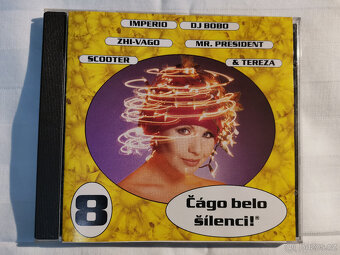 IMPERIO DJ BOBO
ZHI-VAGO MR. PRESIDENT
SCOOTER & TEREZA
8
Čágo belo
šílenci!®